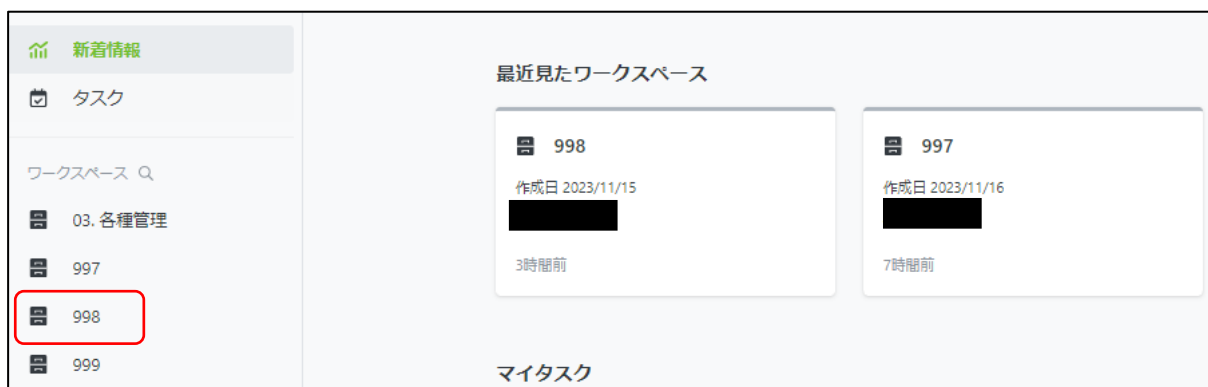 新着情報
タスク
ワークスペース
03. 各種管理
997
998
999
最近見たワークスペース
998
作成日 2023/11/15
3時間前
997
作成日 2023/11/16
7時間前
マイタスク